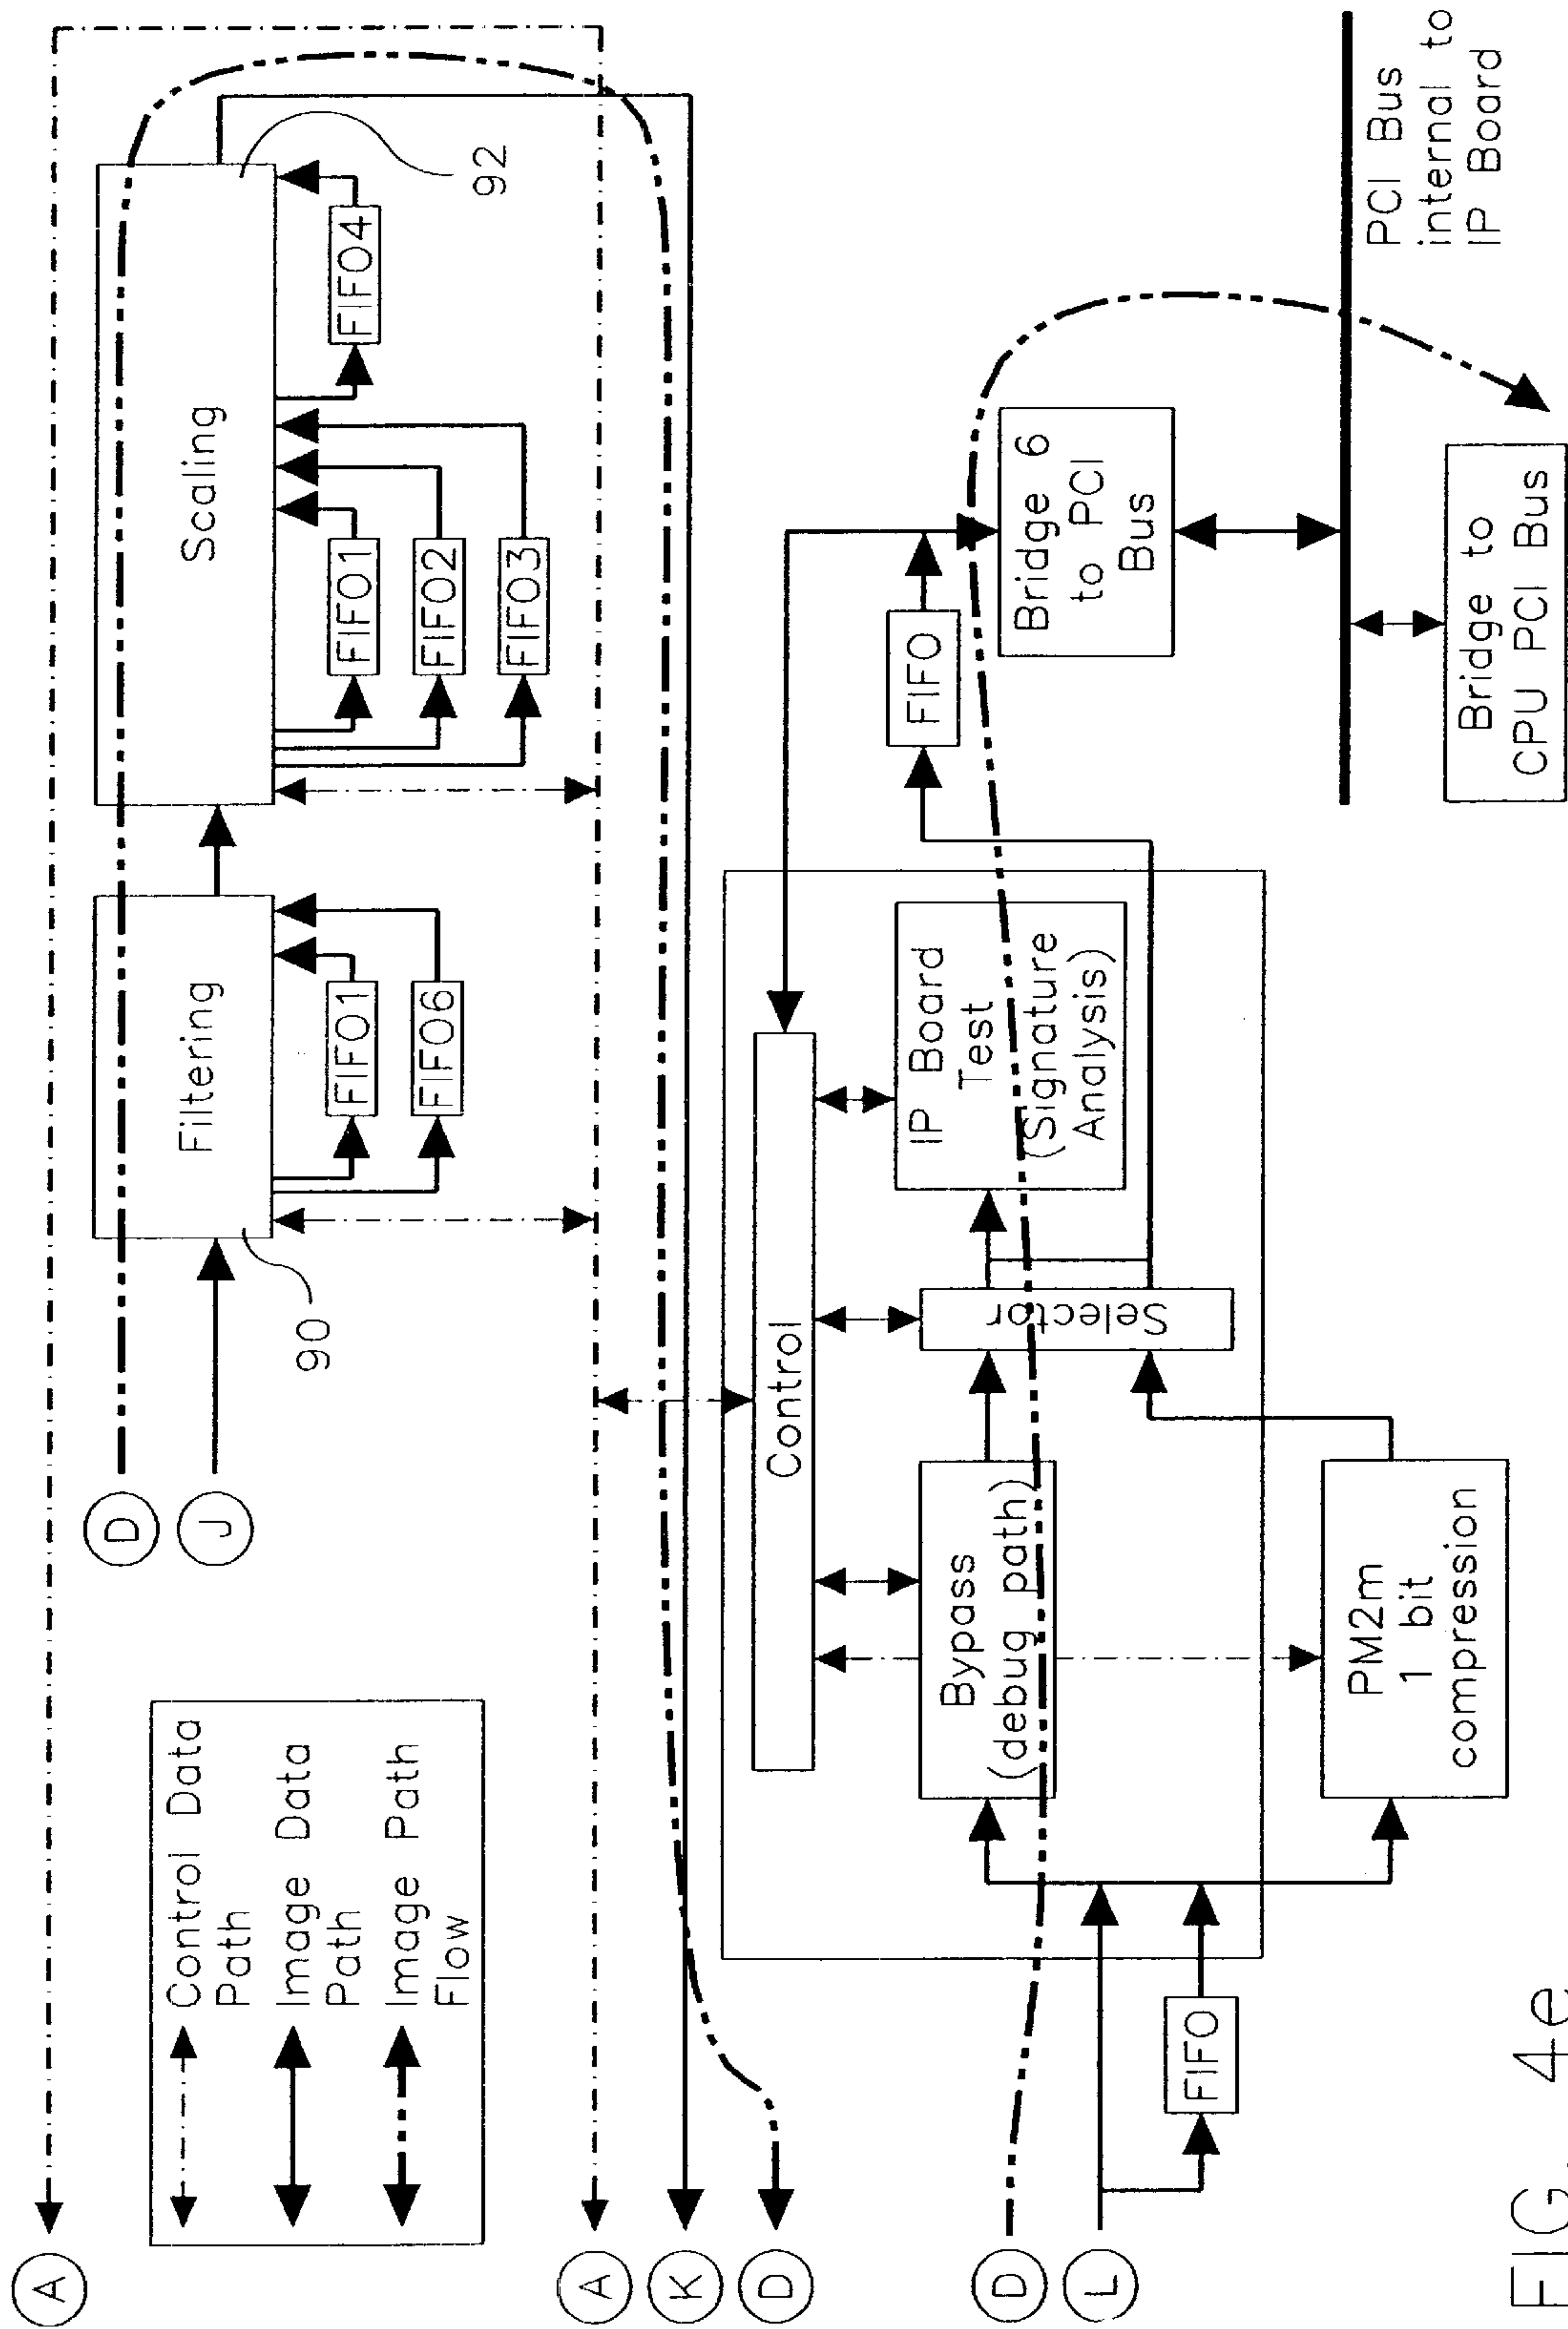 A
Control Data
Path
Image Data
Path
Image Path
Flow
D
J
Filtering
90
FIFO1
FIFO6
Scaling
92
FIFO1
FIFO2
FIFO3
FIFO4
A
K
D
D
L
FIFO
Control
Bypass
(debug path)
Selector
IP Board
Test
(Signature
Analysis)
PM2m
1 bit
compression
FIFO
Bridge 6
to PCI
Bus
PCI Bus
internal to
IP Board
Bridge to
CPU PCI Bus
FIG. 4e